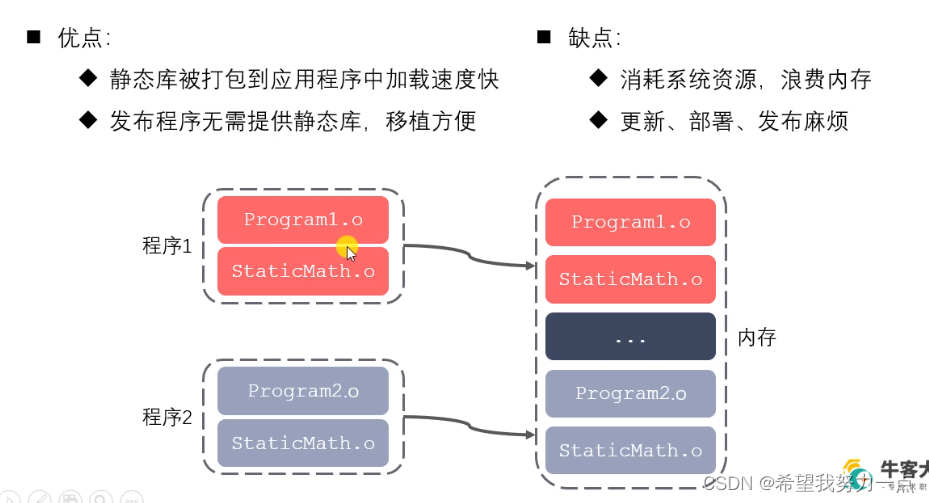 优点:
静态库被打包到应用程序中加载速度快
发布程序无需提供静态库，移植方便
缺点:
消耗系统资源，浪费内存
更新、部署、发布麻烦
程序1
Program1.o
StaticMath.o
程序2
Program2.o
StaticMath.o
Program1.o
StaticMath.o
...
Program2.o
StaticMath.o
内存
牛客大
CSDN @希望我努力一点